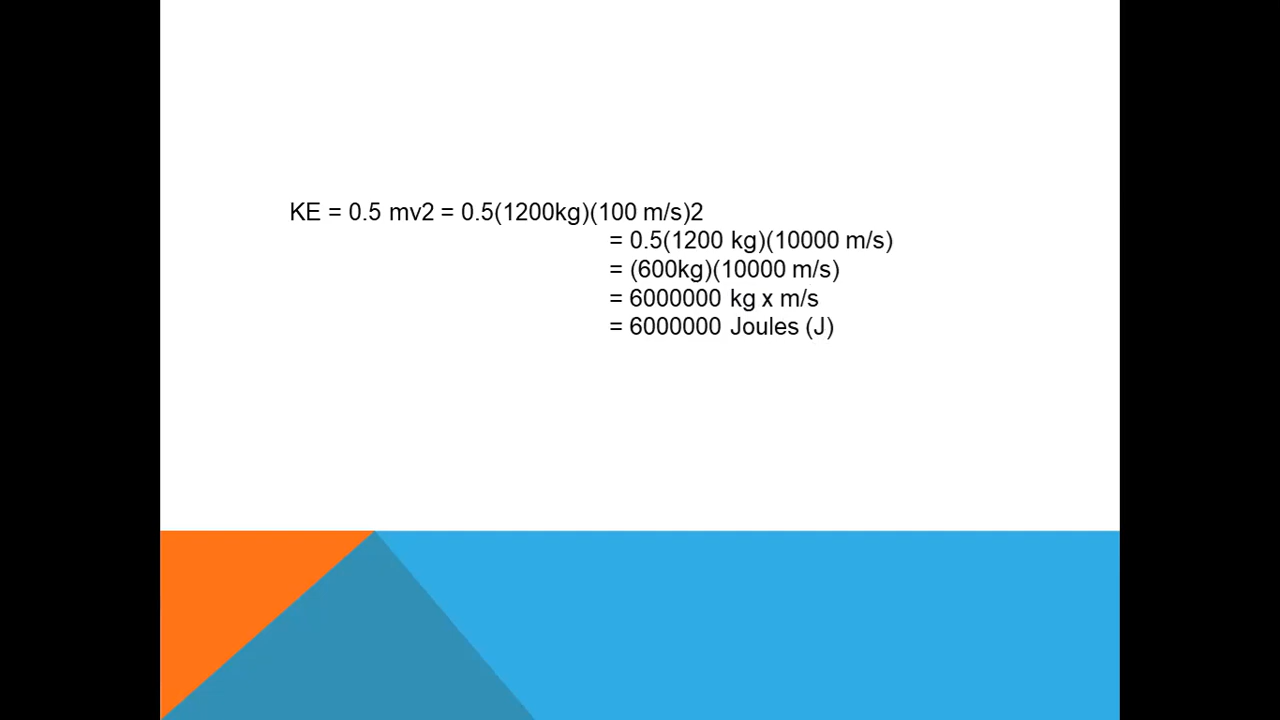 KE = 0.5 mv2 = 0.5(1200kg)(100 m/s)2
= 0.5(1200 kg)(10000 m/s)
= (600kg)(10000 m/s)
= 6000000 kg x m/s
= 6000000 Joules (J)